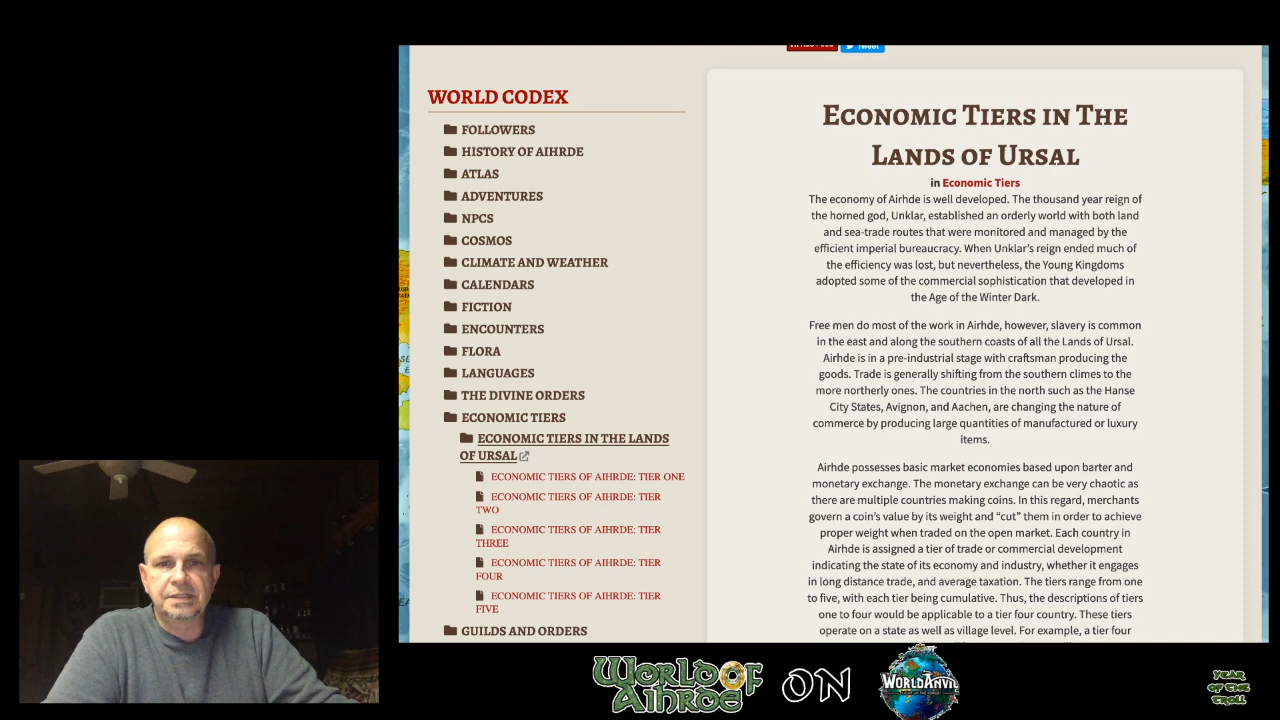 Tweet
WORLD CODEX
FOLLOWERS
HISTORY OF AIHRDE
ATLAS
ADVENTURES
NPCS
COSMOS
CLIMATE AND WEATHER
CALENDARS
FICTION
ENCOUNTERS
FLORA
LANGUAGES
THE DIVINE ORDERS
ECONOMIC TIERS
ECONOMIC TIERS IN THE LANDS
OF URSAL
ECONOMIC TIERS OF AIHRDE: TIER ONE
ECONOMIC TIERS OF AIHRDE: TIER
TWO
ECONOMIC TIERS OF AIHRDE: TIER
THREE
ECONOMIC TIERS OF AIHRDE: TIER
FOUR
ECONOMIC TIERS OF AIHRDE: TIER
FIVE
GUILDS AND ORDERS
Economic Tiers in The
Lands of Ursal
in Economic Tiers
The economy of Airhde is well developed. The thousand year reign of
the horned god, Unklar, established an orderly world with both land
and sea-trade routes that were monitored and managed by the
efficient imperial bureaucracy. When Unklar's reign ended much of
the efficiency was lost, but nevertheless, the Young Kingdoms
adopted some of the commercial sophistication that developed in
the Age of the Winter Dark.
Free men do most of the work in Airhde, however, slavery is common
in the east and along the southern coasts of all the Lands of Ursal.
Airhde is in a pre-industrial stage with craftsman producing the
goods. Trade is generally shifting from the southern climes to the
more northerly ones. The countries in the north such as the Hanse
City States, Avignon, and Aachen, are changing the nature of
commerce by producing large quantities of manufactured or luxury
items.
Airhde possesses basic market economies based upon barter and
monetary exchange. The monetary exchange can be very chaotic as
there are multiple countries making coins. In this regard, merchants
govern a coin's value by its weight and “cut” them in order to achieve
proper weight when traded on the open market. Each country in
Airhde is assigned a tier of trade or commercial development
indicating the state of its economy and industry, whether it engages
in long distance trade, and average taxation. The tiers range from one
to five, with each tier being cumulative. Thus, the descriptions of tiers
one to four would be applicable to a tier four country. These tiers
operate on a state as well as village level. For example, a tier four
WORLD OF
AIHRDE
ON
WORLDANVIL
YEAR
OF THE
TROLL